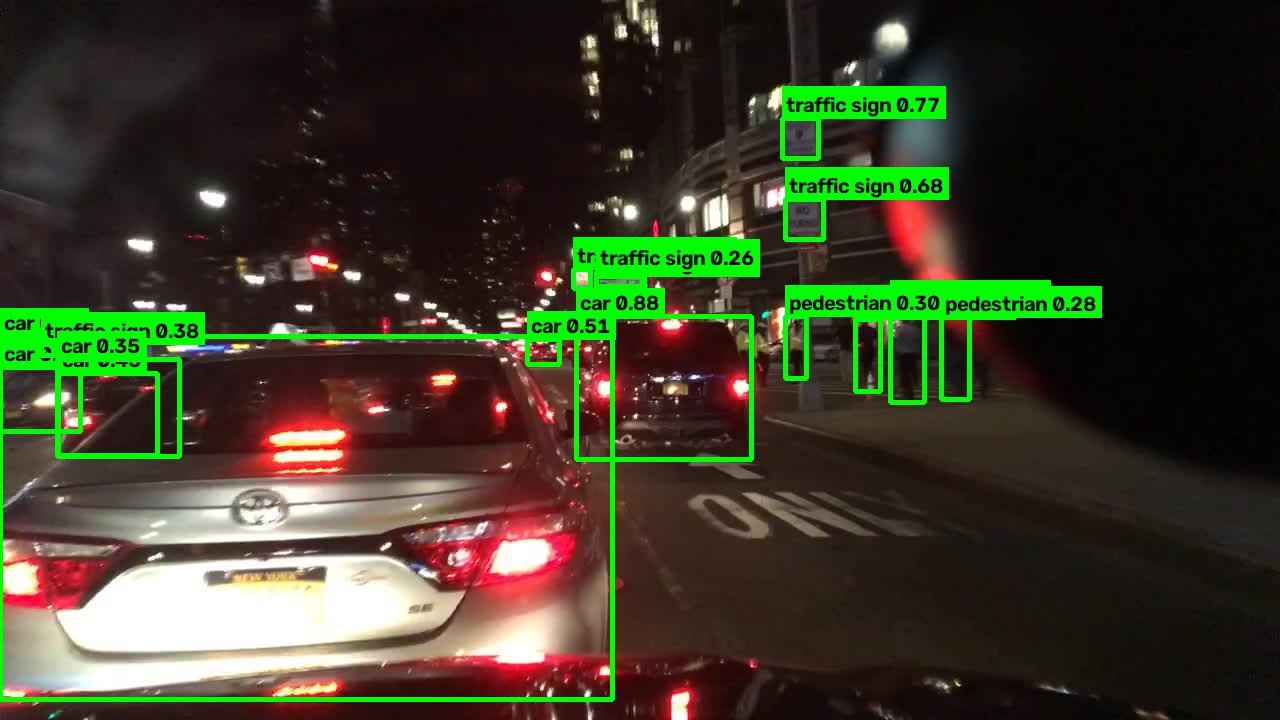 traffic sign 0.77
traffic sign 0.68
traffic sign 0.26
car 0.88
pedestrian 0.30
pedestrian 0.28
car 0.51
traffic sign 0.38
car 0.35
NO
ONLY
NEW YORK
SE